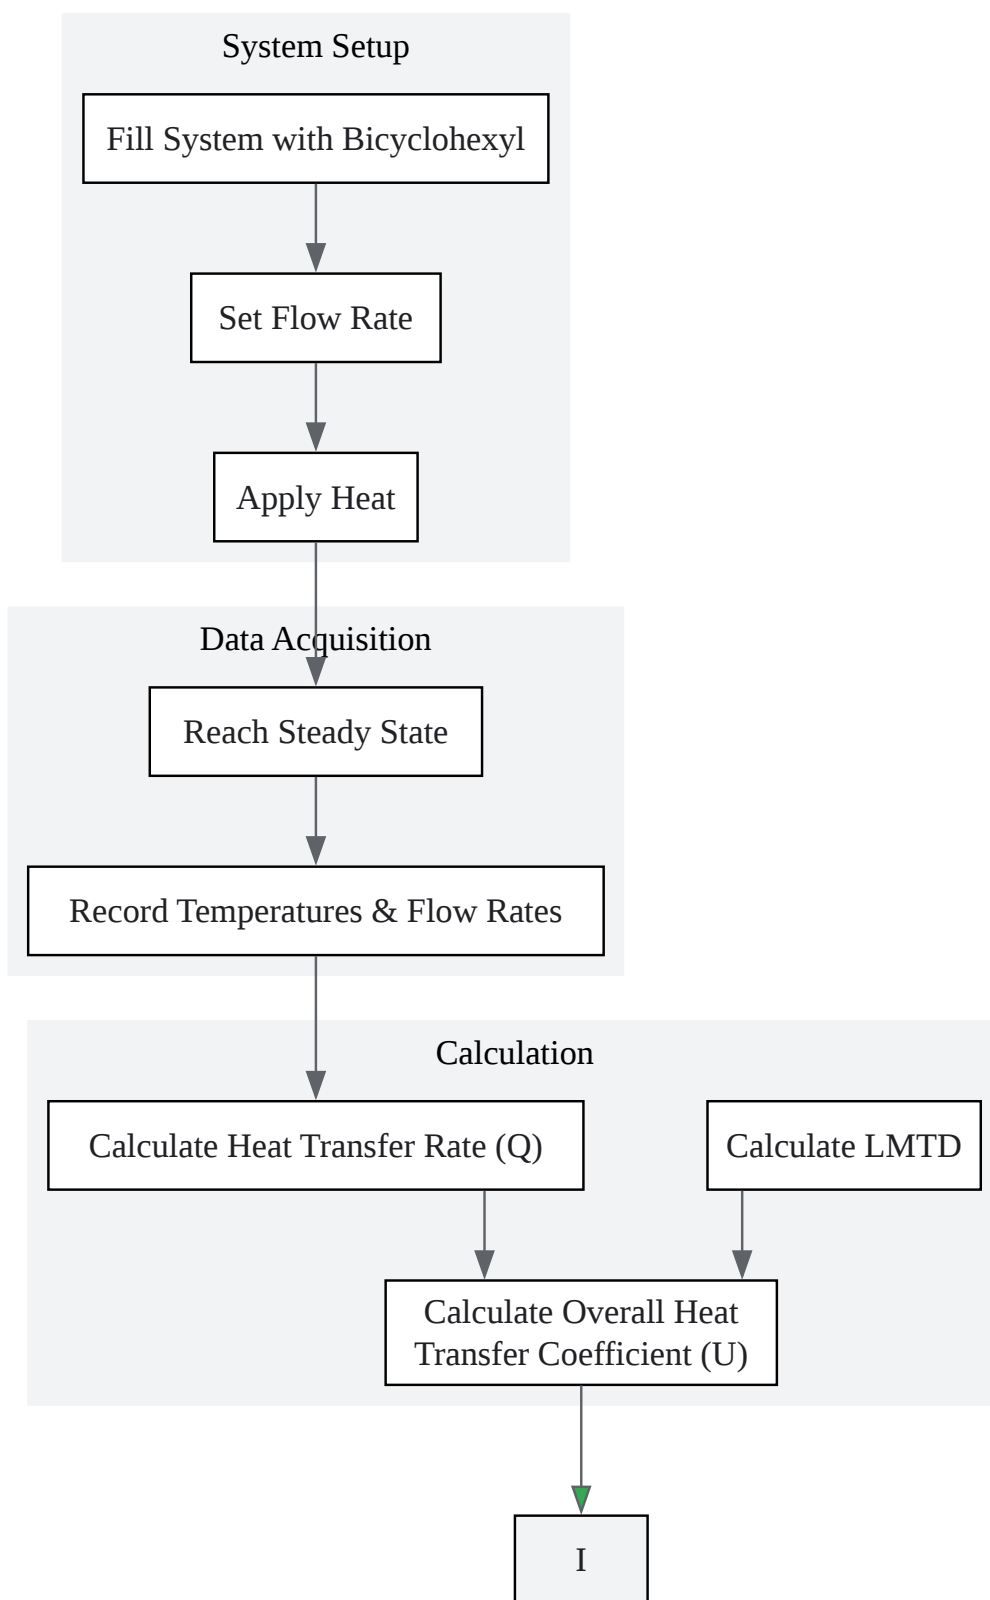 System Setup
Fill System with Bicyclohexyl
Set Flow Rate
Apply Heat
Data Acquisition
Reach Steady State
Record Temperatures & Flow Rates
Calculation
Calculate Heat Transfer Rate (Q)
Calculate LMTD
Calculate Overall Heat
Transfer Coefficient (U)
I